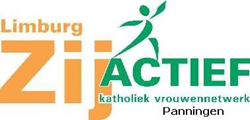 Limburg
Zij ACTIEF
katholiek vrouwennetwerk
Panningen